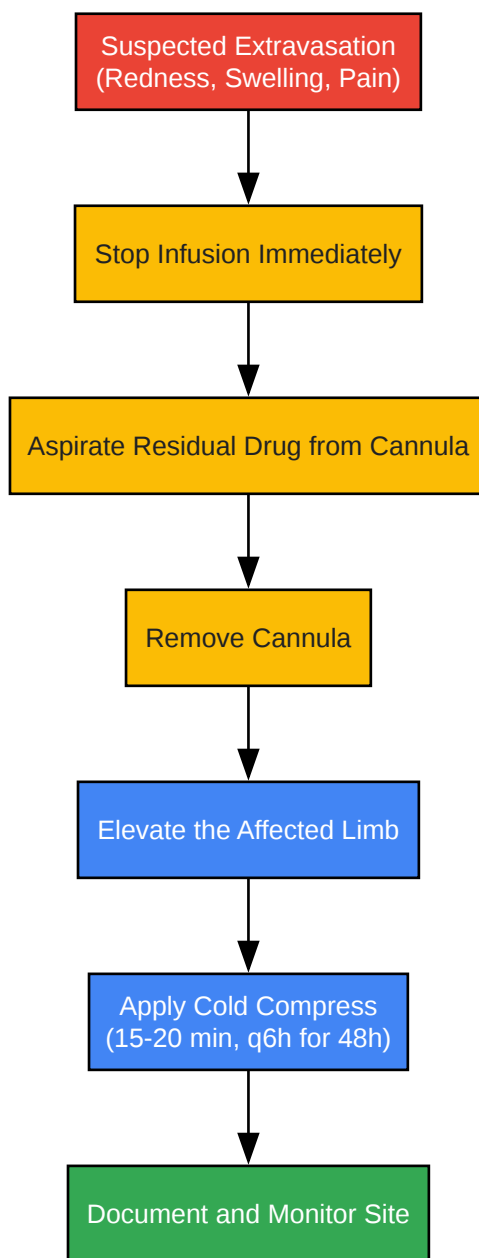 Suspected Extravasation
(Redness, Swelling, Pain)
Stop Infusion Immediately
Aspirate Residual Drug from Cannula
Remove Cannula
Elevate the Affected Limb
Apply Cold Compress
(15-20 min, q6h for 48h)
Document and Monitor Site